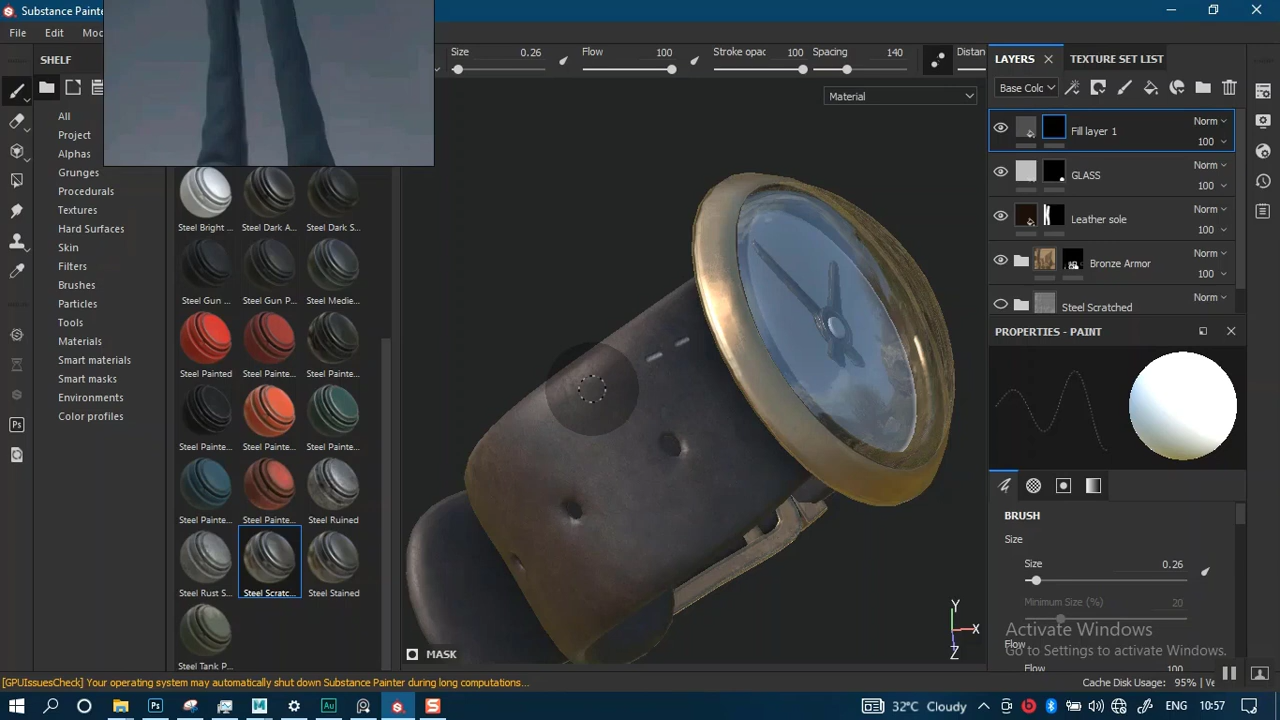 Substance Painte
File Edit Mod
SHELF
Size 0.26 Flow 100 Stroke opac 100 Spacing 140 Distan
LAYERS TEXTURE SET LIST
Base Colc
Material
All
Project
Alphas
Grunges
Procedurals
Textures
Hard Surfaces
Skin
Filters
Brushes
Particles
Tools
Materials
Smart materials
Smart masks
Environments
Color profiles
Steel Bright ... Steel Dark A... Steel Dark S...
Steel Gun ... Steel Gun P... Steel Medie...
Steel Painted Steel Painte... Steel Painte...
Steel Painte... Steel Painte... Steel Painte...
Steel Painte... Steel Painte... Steel Ruined
Steel Rust S... Steel Scratc... Steel Stained
Steel Tank P...
Fill layer 1 Norm
100
GLASS Norm
100
Leather sole Norm
100
Bronze Armor Norm
100
Steel Scratched Norm
PROPERTIES - PAINT
BRUSH
Size
Size 0.26
Minimum Size (%) 20
Flow
Flow 100
Y
X
Z
MASK
Activate Windows
Go to Settings to activate Windows.
[GPUIssuesCheck] Your operating system may automatically shut down Substance Painter during long computations...
Cache Disk Usage: 95% | Ve
Ps
Au
S
32°C Cloudy
ENG 10:57